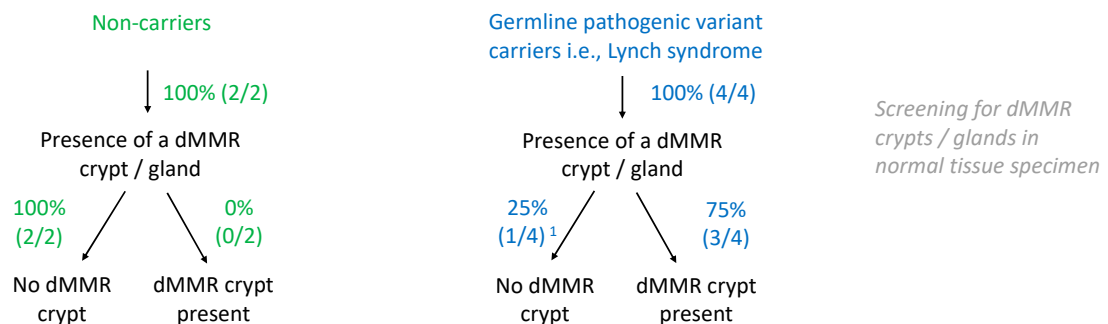 Non-carriers
100% (2/2)
Presence of a dMMR
crypt / gland
100%
(2/2)
0%
(0/2)
No dMMR
crypt
dMMR crypt
present
Germline pathogenic variant
carriers i.e., Lynch syndrome
100% (4/4)
Presence of a dMMR
crypt / gland
25%
(1/4) 1
75%
(3/4)
No dMMR
crypt
dMMR crypt
present
Screening for dMMR
crypts / glands in
normal tissue specimen